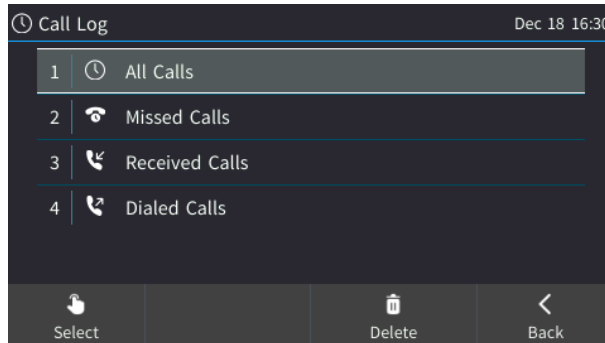 Call Log Dec 18 16:30
1 All Calls
2 Missed Calls
3 Received Calls
4 Dialed Calls
Select Delete Back